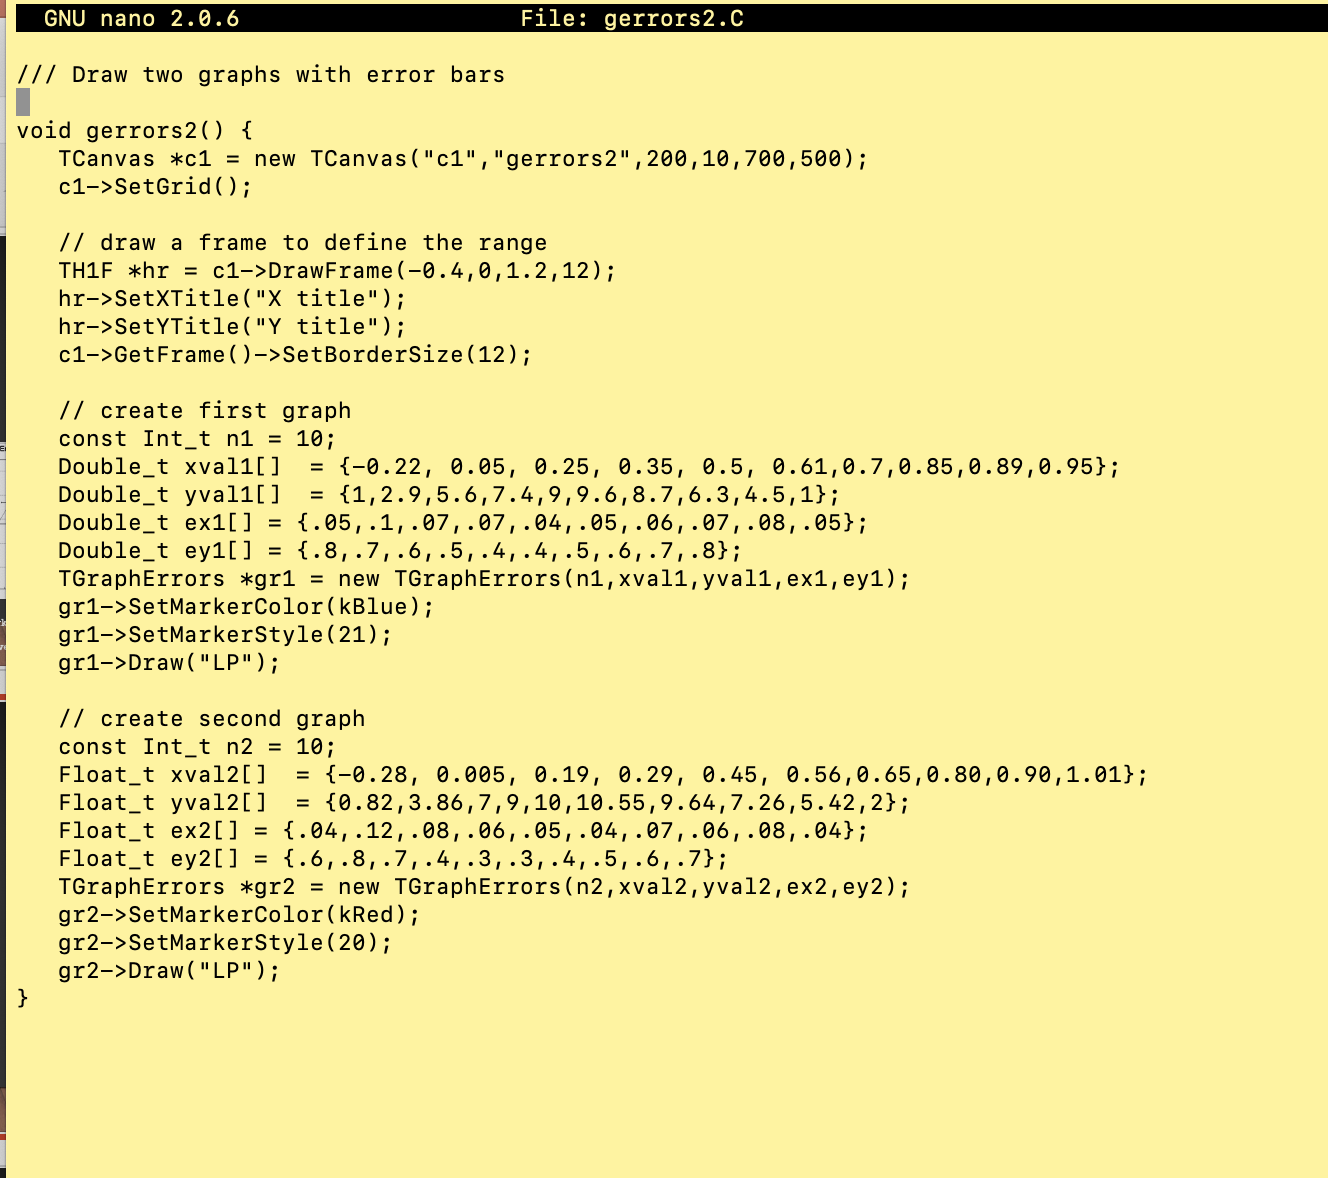 GNU nano 2.0.6 File: gerrors2.C
/// Draw two graphs with error bars
void gerrors2() {
   TCanvas *c1 = new TCanvas("c1","gerrors2",200,10,700,500);
   c1->SetGrid();
   // draw a frame to define the range
   TH1F *hr = c1->DrawFrame(-0.4,0,1.2,12);
   hr->SetXTitle("X title");
   hr->SetYTitle("Y title");
   c1->GetFrame()->SetBorderSize(12);
   // create first graph
   const Int_t n1 = 10;
   Double_t xval1[]  = {-0.22, 0.05, 0.25, 0.35, 0.5, 0.61,0.7,0.85,0.89,0.95};
   Double_t yval1[]  = {1,2.9,5.6,7.4,9,9.6,8.7,6.3,4.5,1};
   Double_t ex1[] = {.05,.1,.07,.07,.04,.05,.06,.07,.08,.05};
   Double_t ey1[] = {.8,.7,.6,.5,.4,.4,.5,.6,.7,.8};
   TGraphErrors *gr1 = new TGraphErrors(n1,xval1,yval1,ex1,ey1);
   gr1->SetMarkerColor(kBlue);
   gr1->SetMarkerStyle(21);
   gr1->Draw("LP");
   // create second graph
   const Int_t n2 = 10;
   Float_t xval2[]  = {-0.28, 0.005, 0.19, 0.29, 0.45, 0.56,0.65,0.80,0.90,1.01};
   Float_t yval2[]  = {0.82,3.86,7,9,10,10.55,9.64,7.26,5.42,2};
   Float_t ex2[] = {.04,.12,.08,.06,.05,.04,.07,.06,.08,.04};
   Float_t ey2[] = {.6,.8,.7,.4,.3,.3,.4,.5,.6,.7};
   TGraphErrors *gr2 = new TGraphErrors(n2,xval2,yval2,ex2,ey2);
   gr2->SetMarkerColor(kRed);
   gr2->SetMarkerStyle(20);
   gr2->Draw("LP");
}